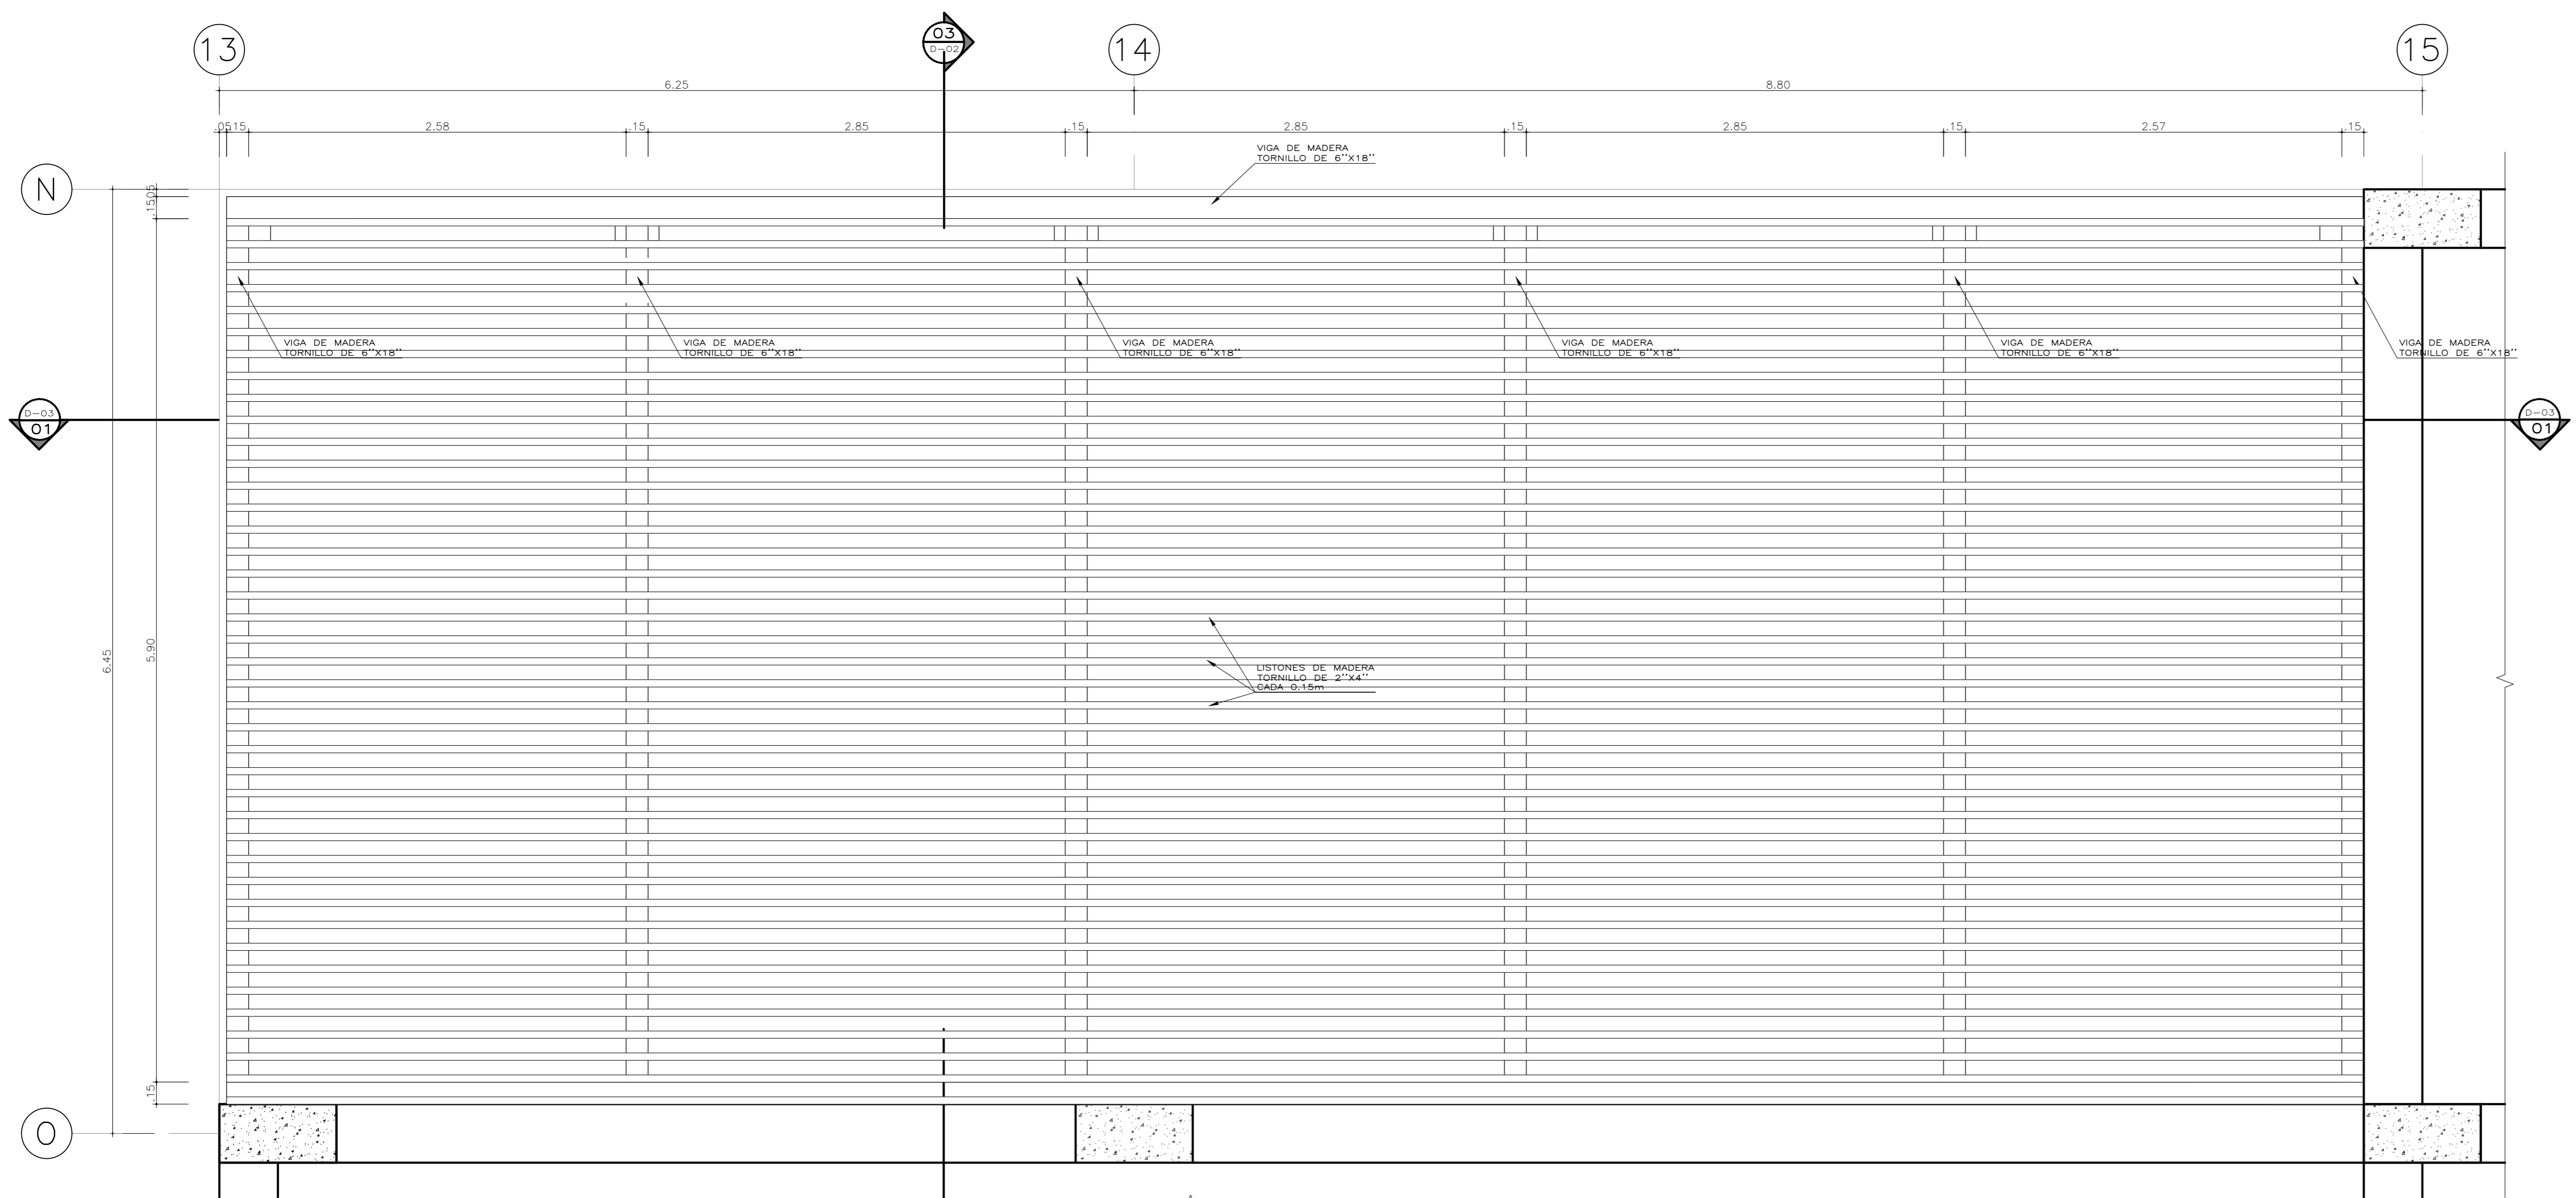 13
03
D-02
14
15
6.25
8.80
.05
.15
2.58
.15
2.85
.15
2.85
.15
2.85
.15
2.57
.15
VIGA DE MADERA
TORNILLO DE 6''X18''
N
.05
.15
VIGA DE MADERA
TORNILLO DE 6''X18''
VIGA DE MADERA
TORNILLO DE 6''X18''
VIGA DE MADERA
TORNILLO DE 6''X18''
VIGA DE MADERA
TORNILLO DE 6''X18''
VIGA DE MADERA
TORNILLO DE 6''X18''
VIGA DE MADERA
TORNILLO DE 6''X18''
D-03
01
D-03
01
6.45
5.90
LISTONES DE MADERA
TORNILLO DE 2''X4''
CADA 0.15m
.15
O